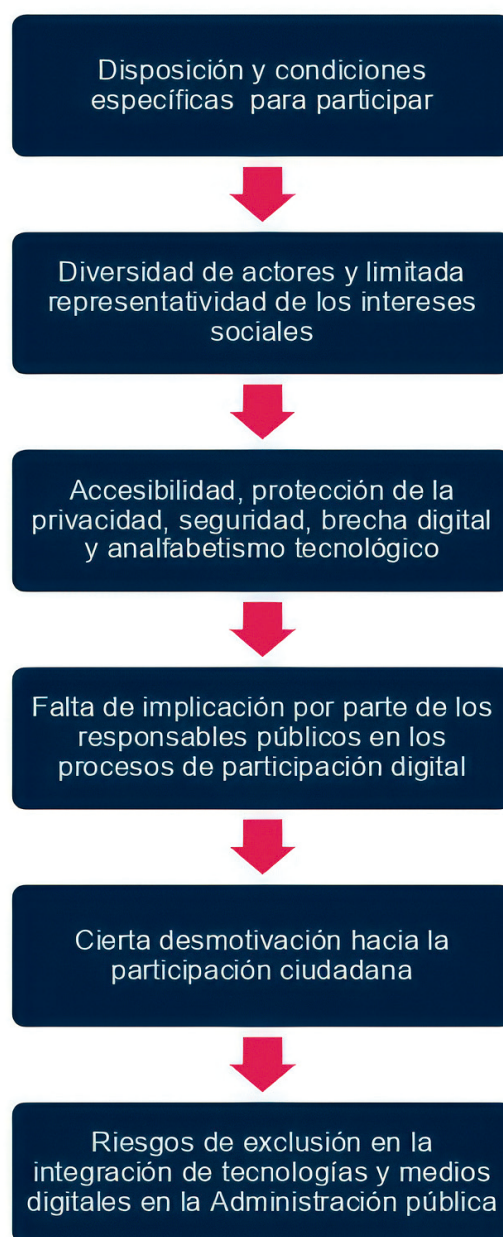 Disposición y condiciones
específicas para participar
Diversidad de actores y limitada
representatividad de los intereses
sociales
Accesibilidad, protección de la
privacidad, seguridad, brecha digital
y analfabetismo tecnológico
Falta de implicación por parte de los
responsables públicos en los
procesos de participación digital
Cierta desmotivación hacia la
participación ciudadana
Riesgos de exclusión en la
integración de tecnologías y medios
digitales en la Administración pública